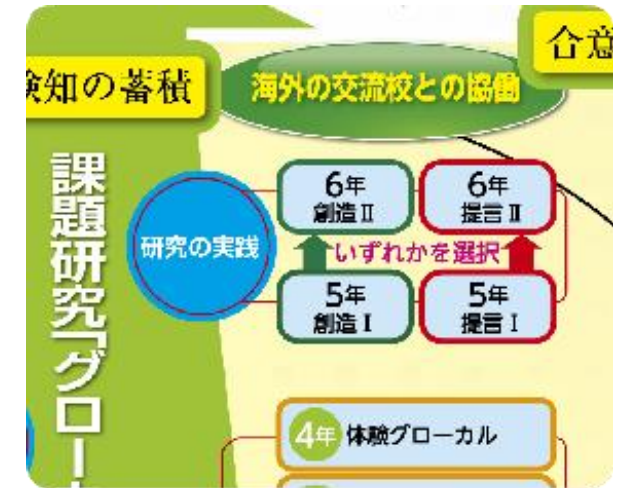 合意
験知の蓄積
海外の交流校との協働
課題研究「グロー
研究の実践
6年
創造Ⅱ
6年
提言Ⅱ
いずれかを選択
5年
創造Ⅰ
5年
提言Ⅰ
4年 体験グローカル